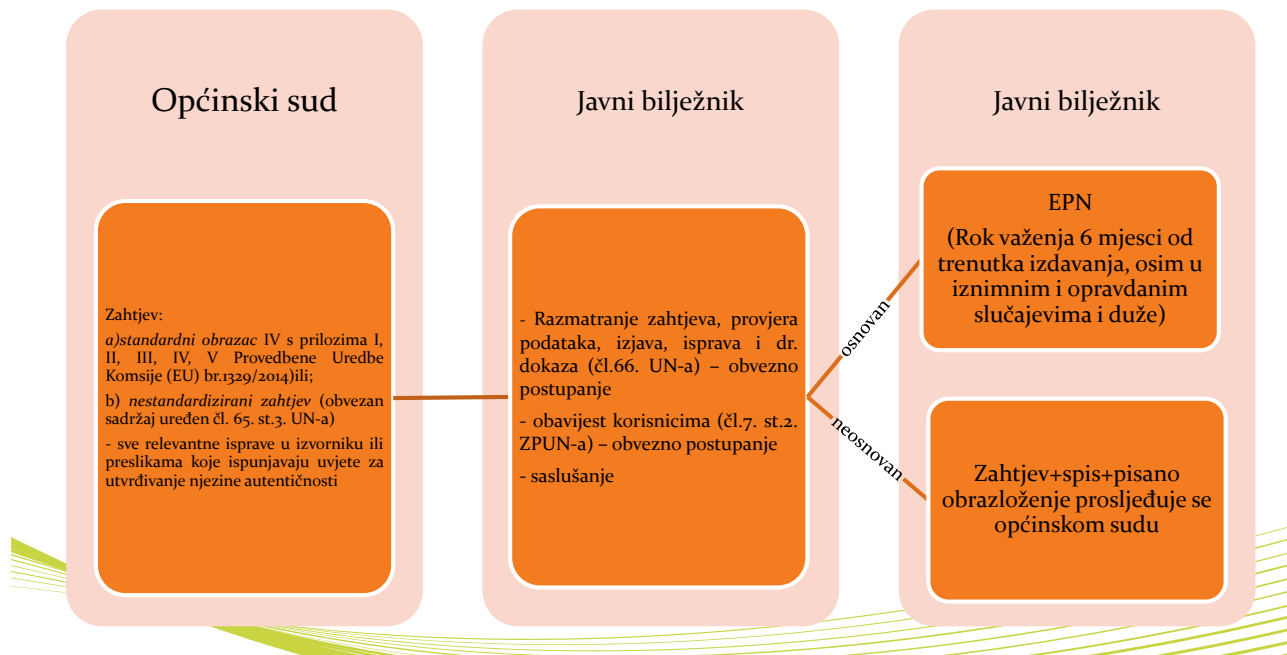 Općinski sud
Zahtjev:
a)standardni obrazac IV s prilozima I,
II, III, IV, V Provedbene Uredbe
Komsije (EU) br.1329/2014)ili;
b) nestandardizirani zahtjev (obvezan
sadržaj uređen čl. 65. st.3. UN-a)
- sve relevantne isprave u izvorniku ili
preslikama koje ispunjavaju uvjete za
utvrđivanje njezine autentičnosti
Javni bilježnik
- Razmatranje zahtjeva, provjera
podataka, izjava, isprava i dr.
dokaza (čl.66. UN-a) – obvezno
postupanje
- obavijest korisnicima (čl.7. st.2.
ZPUN-a) – obvezno postupanje
- saslušanje
osnovan
neosnovan
Javni bilježnik
EPN
(Rok važenja 6 mjesci od
trenutka izdavanja, osim u
iznimnim i opravdanim
slučajevima i duže)
Zahtjev+spis+pisano
obrazloženje prosljeđuje se
općinskom sudu